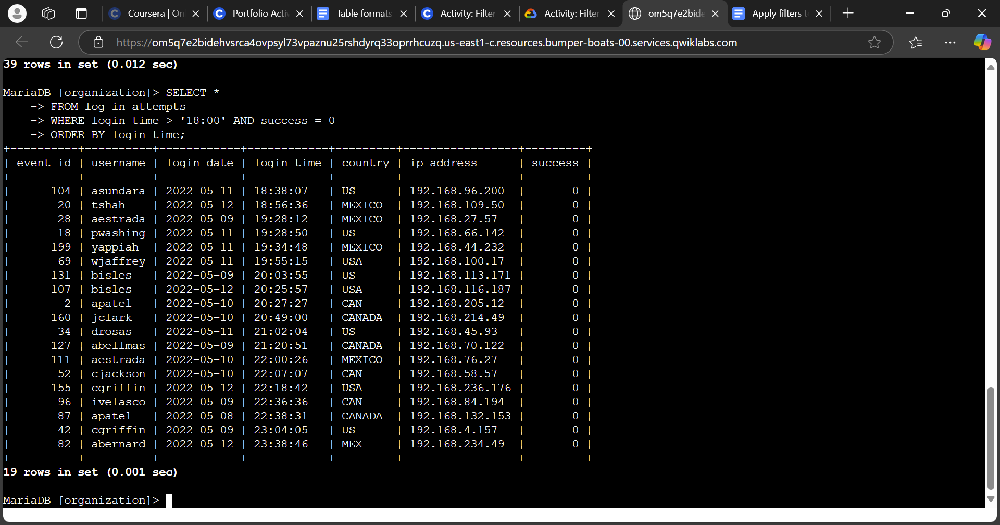 Coursera | On
Portfolio Activ
Table formats
Activity: Filter
Activity: Filter
om5q7e2bide
Apply filters t
https://om5q7e2bidehvsrca4ovpsyl73vpaznu25rshdyrq33oprrhcuzq.us-east1-c.resources.bumper-boats-00.services.qwiklabs.com
39 rows in set (0.012 sec)
MariaDB [organization]> SELECT *
    -> FROM log_in_attempts
    -> WHERE login_time > '18:00' AND success = 0
    -> ORDER BY login_time;
+----------+----------+------------+------------+---------+-----------------+---------+
| event_id | username | login_date | login_time | country | ip_address      | success |
+----------+----------+------------+------------+---------+-----------------+---------+
|      104 | asundara | 2022-05-11 | 18:38:07   | US      | 192.168.96.200  |       0 |
|       20 | tshah    | 2022-05-12 | 18:56:36   | MEXICO  | 192.168.109.50  |       0 |
|       28 | aestrada | 2022-05-09 | 19:28:12   | MEXICO  | 192.168.27.57   |       0 |
|       18 | pwashing | 2022-05-11 | 19:28:50   | US      | 192.168.66.142  |       0 |
|      199 | yappiah  | 2022-05-11 | 19:34:48   | MEXICO  | 192.168.44.232  |       0 |
|       69 | wjaffrey | 2022-05-11 | 19:55:15   | USA     | 192.168.100.17  |       0 |
|      131 | bisles   | 2022-05-09 | 20:03:55   | US      | 192.168.113.171 |       0 |
|      107 | bisles   | 2022-05-12 | 20:25:57   | USA     | 192.168.116.187 |       0 |
|        2 | apatel   | 2022-05-10 | 20:27:27   | CAN     | 192.168.205.12  |       0 |
|      160 | jclark   | 2022-05-10 | 20:49:00   | CANADA  | 192.168.214.49  |       0 |
|       34 | drosas   | 2022-05-11 | 21:02:04   | US      | 192.168.45.93   |       0 |
|      127 | abellmas | 2022-05-09 | 21:20:51   | CANADA  | 192.168.70.122  |       0 |
|      111 | aestrada | 2022-05-10 | 22:00:26   | MEXICO  | 192.168.76.27   |       0 |
|       52 | cjackson | 2022-05-10 | 22:07:07   | CAN     | 192.168.58.57   |       0 |
|      155 | cgriffin | 2022-05-12 | 22:18:42   | USA     | 192.168.236.176 |       0 |
|       96 | ivelasco | 2022-05-09 | 22:36:36   | CAN     | 192.168.84.194  |       0 |
|       87 | apatel   | 2022-05-08 | 22:38:31   | CANADA  | 192.168.132.153 |       0 |
|       42 | cgriffin | 2022-05-09 | 23:04:05   | US      | 192.168.4.157   |       0 |
|       82 | abernard | 2022-05-12 | 23:38:46   | MEX     | 192.168.234.49  |       0 |
+----------+----------+------------+------------+---------+-----------------+---------+
19 rows in set (0.001 sec)
MariaDB [organization]>